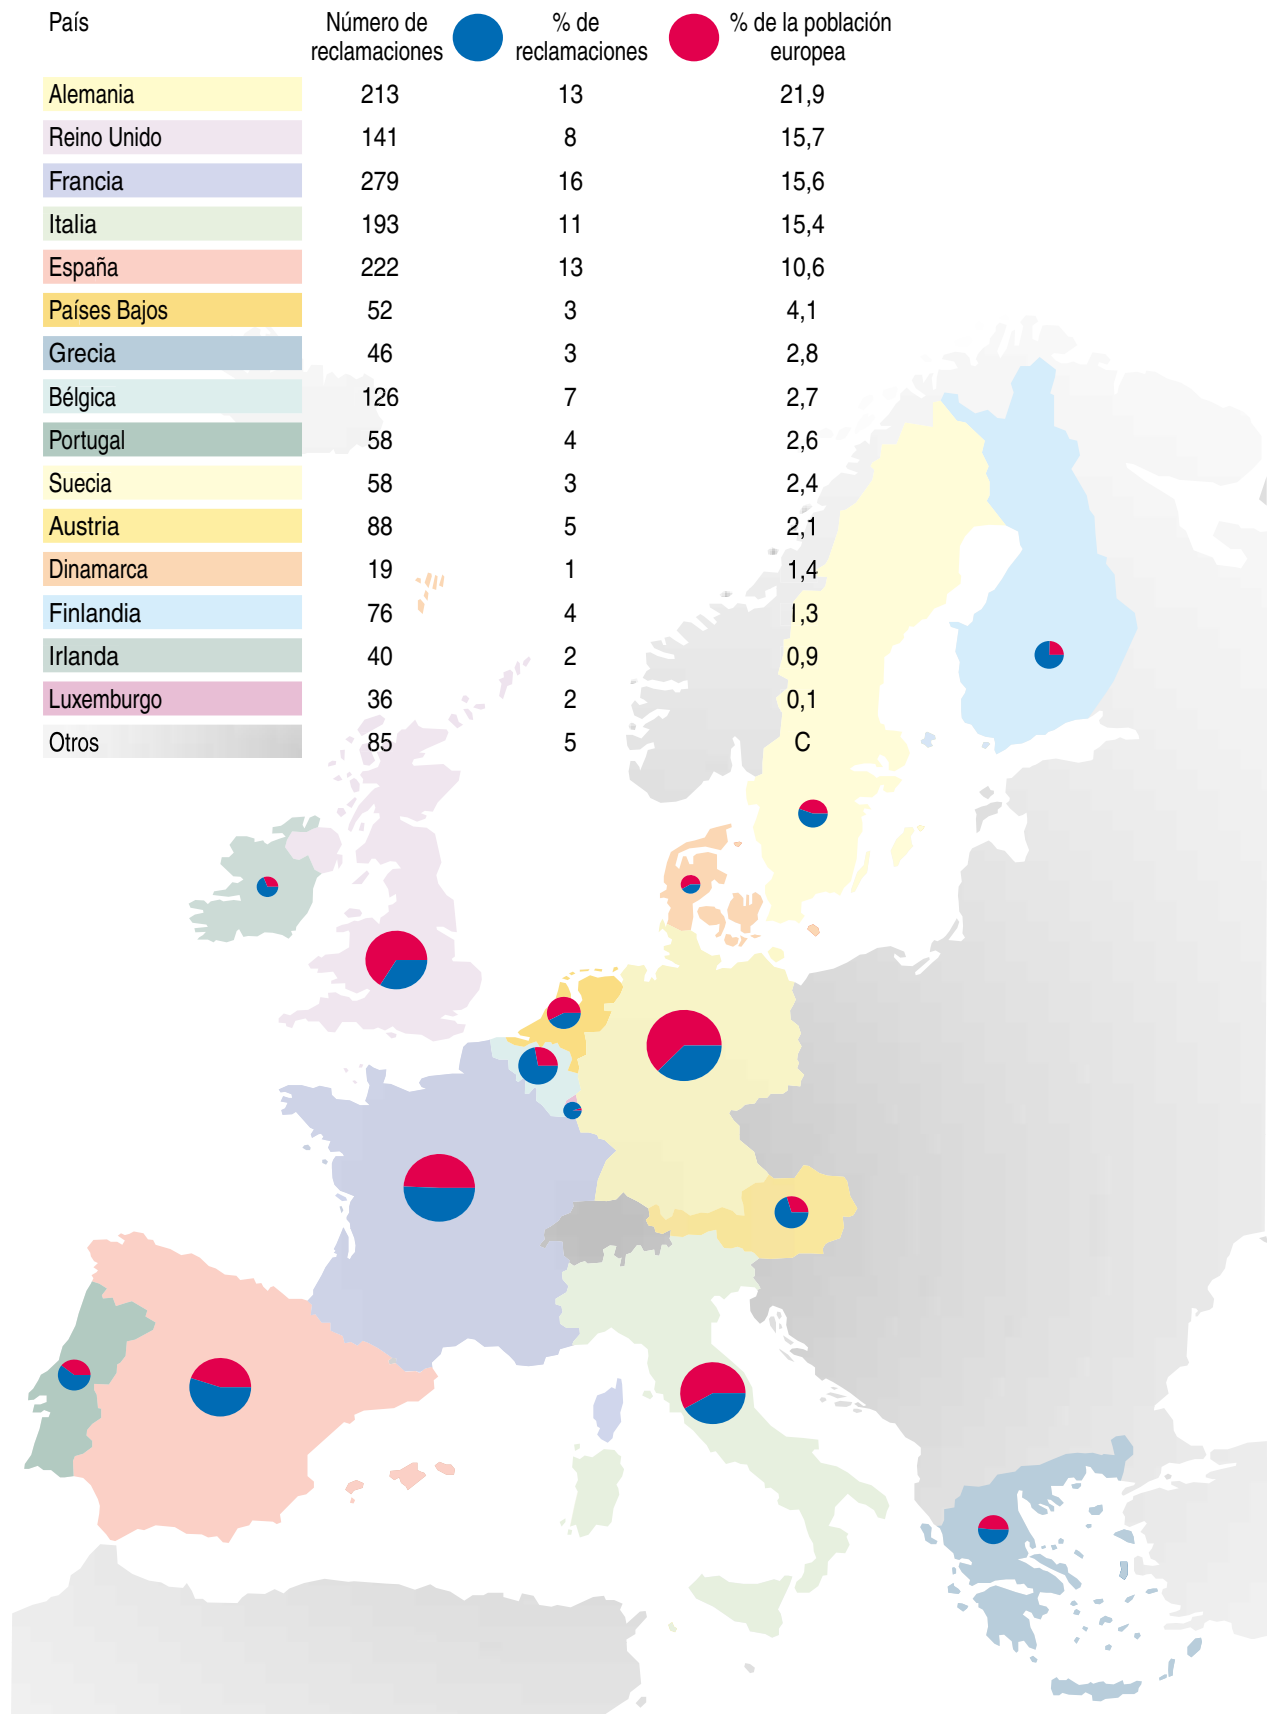 País Número de reclamaciones % de reclamaciones % de la población europea
Alemania 213 13 21,9
Reino Unido 141 8 15,7
Francia 279 16 15,6
Italia 193 11 15,4
España 222 13 10,6
Países Bajos 52 3 4,1
Grecia 46 3 2,8
Bélgica 126 7 2,7
Portugal 58 4 2,6
Suecia 58 3 2,4
Austria 88 5 2,1
Dinamarca 19 1 1,4
Finlandia 76 4 1,3
Irlanda 40 2 0,9
Luxemburgo 36 2 0,1
Otros 85 5 C